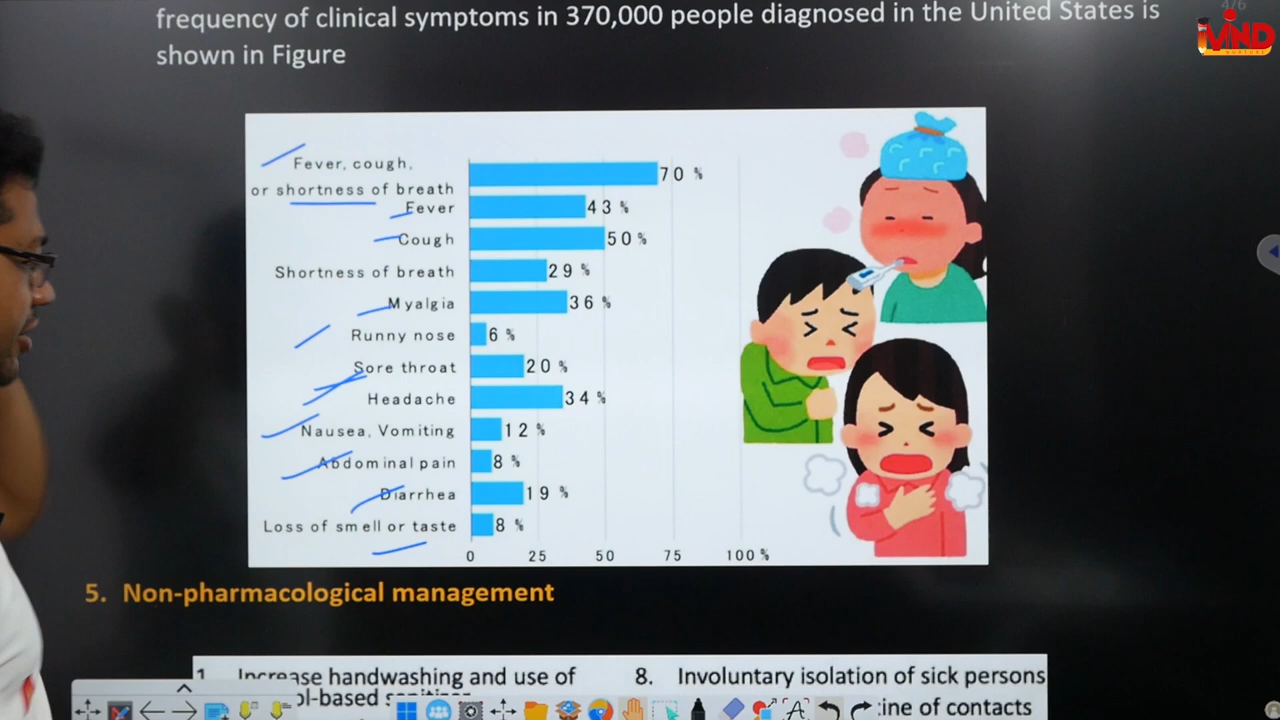 frequency of clinical symptoms in 370,000 people diagnosed in the United States is
shown in Figure
4/6
MIND
Fever, cough,
or shortness of breath
70 %
Fever
43 %
Cough
50 %
Shortness of breath
29 %
Myalgia
36 %
Runny nose
6 %
Sore throat
20 %
Headache
34 %
Nausea, Vomiting
12 %
Abdominal pain
8 %
Diarrhea
19 %
Loss of smell or taste
8 %
0 25 50 75 100 %
5. Non-pharmacological management
1. Increase handwashing and use of
8. Involuntary isolation of sick persons
of contacts